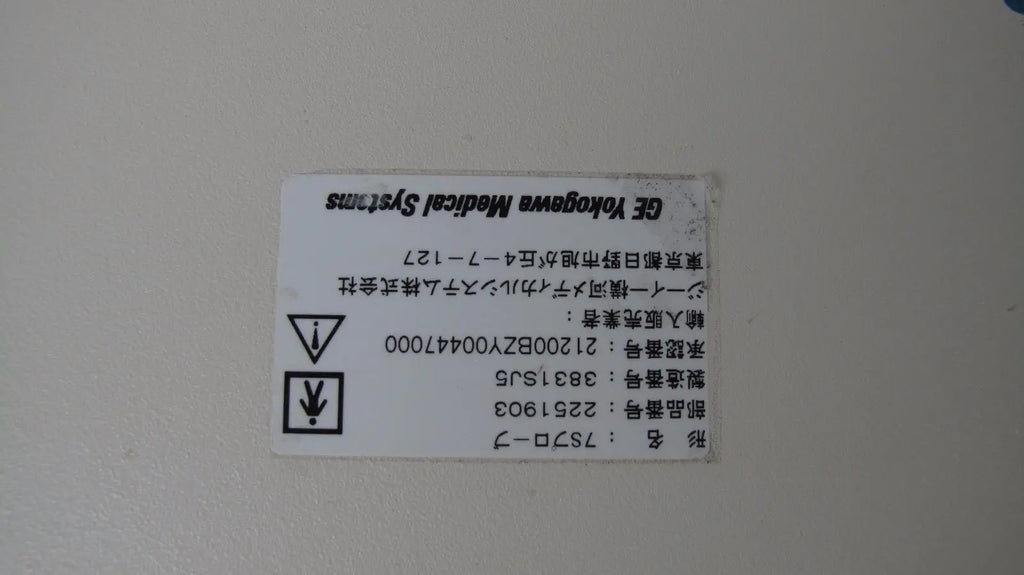 形　名　：7Sプローブ
部品番号：2251903
製造番号：3831SJ5
承認番号：21200BZY00447000
輸入販売業者：
ジーイー横河メディカルシステム株式会社
東京都日野市旭が丘4-7-127
GE Yokogawa Medical Systems